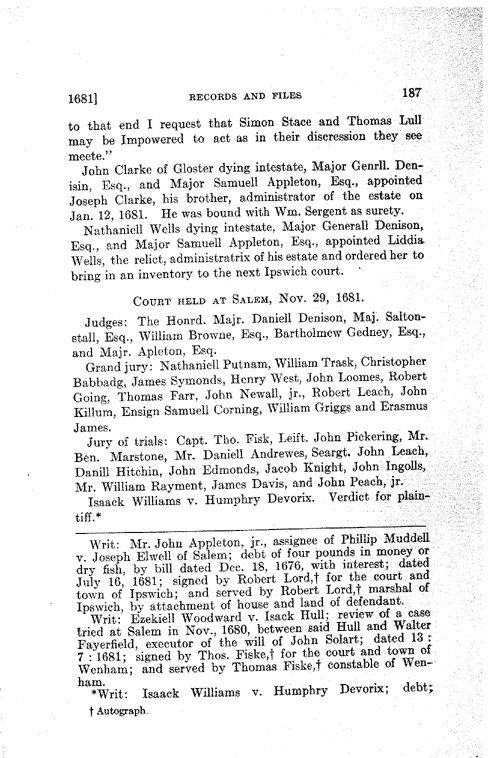 1681]
RECORDS AND FILES
187
to that end I request that Simon Stace and Thomas Lull
may be Impowered to act as in their discression they see
meete."
John Clarke of Gloster dying intestate, Major Genrll. Den-
isin, Esq., and Major Samuell Appleton, Esq., appointed
Joseph Clarke, his brother, administrator of the estate on
Jan. 12, 1681. He was bound with Wm. Sergent as surety.
Nathaniell Wells dying intestate, Major Generall Denison,
Esq., and Major Samuell Appleton, Esq., appointed Liddia
Wells, the relict, administratrix of his estate and ordered her to
bring in an inventory to the next Ipswich court.
COURT HELD AT SALEM, NOV. 29, 1681.
Judges: The Honrd. Majr. Daniell Denison, Maj. Salton-
stall, Esq., William Browne, Esq., Bartholmew Gedney, Esq.,
and Majr. Apleton, Esq.
Grand jury: Nathaniell Putnam, William Trask, Christopher
Babbadg, James Symonds, Henry West, John Loomes, Robert
Going, Thomas Farr, John Newall, jr., Robert Leach, John
Killum, Ensign Samuell Corning, William Griggs and Erasmus
James.
Jury of trials: Capt. Tho. Fisk, Leift. John Pickering, Mr.
Ben. Marstone, Mr. Daniell Andrewes, Seargt. John Leach,
Danill Hitchin, John Edmonds, Jacob Knight, John Ingolls,
Mr. William Rayment, James Davis, and John Peach, jr.
Isaack Williams v. Humphry Devorix. Verdict for plain-
tiff.*
Writ: Mr. John Appleton, jr., assignee of Phillip Muddell
v. Joseph Elwell of Salem; debt of four pounds in money or
dry fish, by bill dated Dec. 18, 1676, with interest; dated
July 16, 1681; signed by Robert Lord,† for the court and
town of Ipswich; and served by Robert Lord,† marshal of
Ipswich, by attachment of house and land of defendant.
Writ: Ezekiell Woodward v. Isack Hull; review of a case
tried at Salem in Nov., 1680, between said Hull and Walter
Fayerfield, executor of the will of John Solart; dated 13 :
7 : 1681; signed by Thos. Fiske,† for the court and town of
Wenham; and served by Thomas Fiske,† constable of Wen-
ham.
*Writ: Isaack Williams v. Humphry Devorix; debt;
† Autograph.